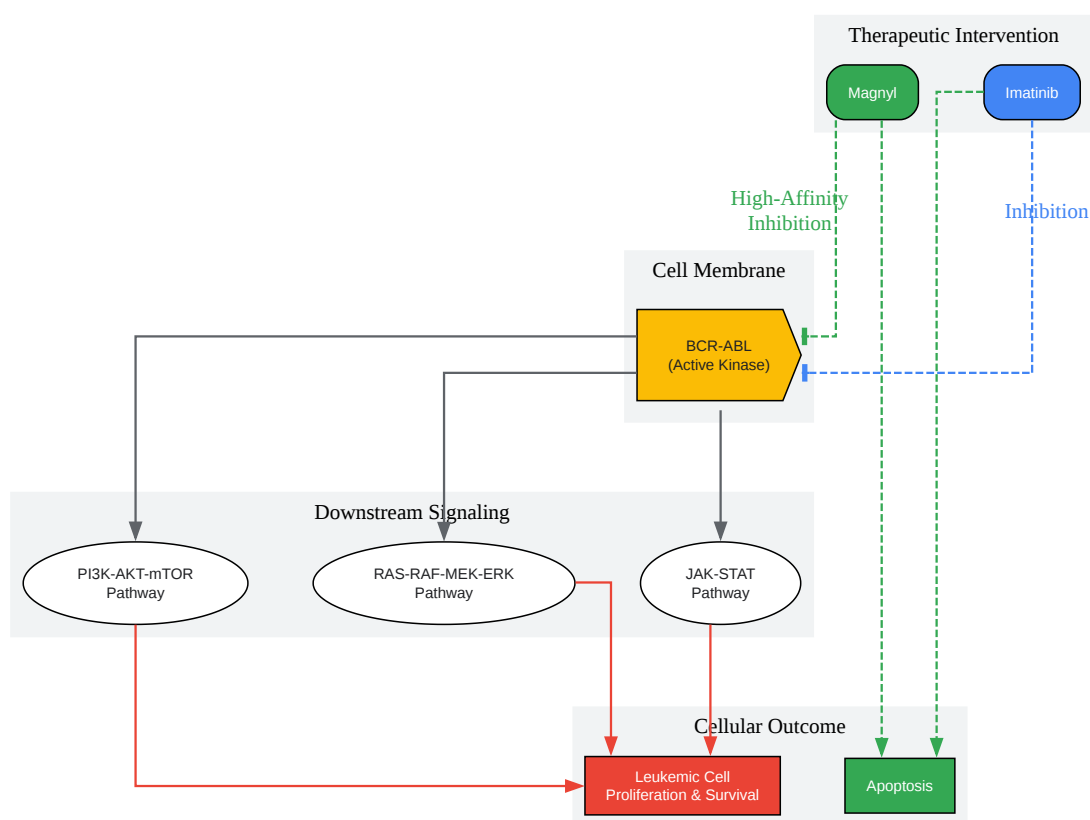 Therapeutic Intervention
Magnyl
Imatinib
High-Affinity
Inhibition
Inhibition
Cell Membrane
BCR-ABL
(Active Kinase)
Downstream Signaling
PI3K-AKT-mTOR
Pathway
RAS-RAF-MEK-ERK
Pathway
JAK-STAT
Pathway
Cellular Outcome
Leukemic Cell
Proliferation & Survival
Apoptosis